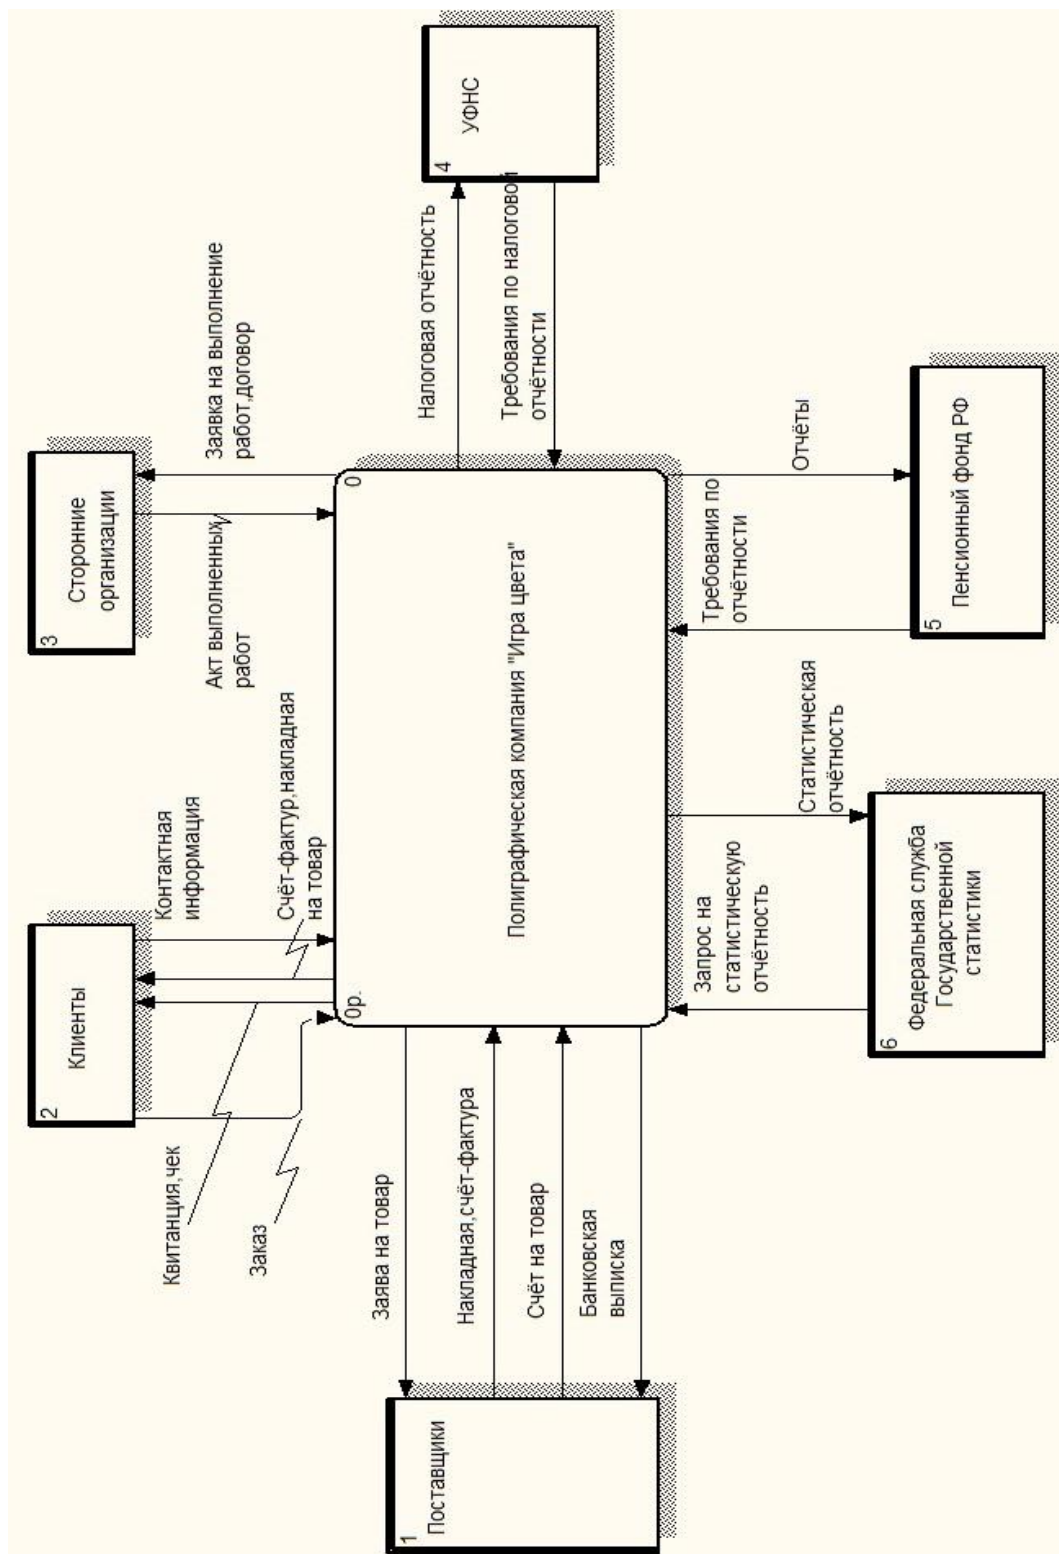 Клиенты
2
Сторонние
организации
3
Контактная
информация
Квитанция,чек
Заказ
Счёт-фактур,накладная
на товар
Акт выполненных
работ
Заявка на выполнение
работ,договор
0р.
0
Полиграфическая компания "Игра цвета"
Заява на товар
Накладная,счёт-фактура
Счёт на товар
Банковская
выписка
1
Поставщики
Налоговая отчётность
Требования по налоговой
отчётности
4
УФНС
Запрос на
статистическую
отчётность
Статистическая
отчётность
Требования по
отчётности
Отчёты
6
Федеральная служба
Государственной
статистики
5
Пенсионный фонд РФ